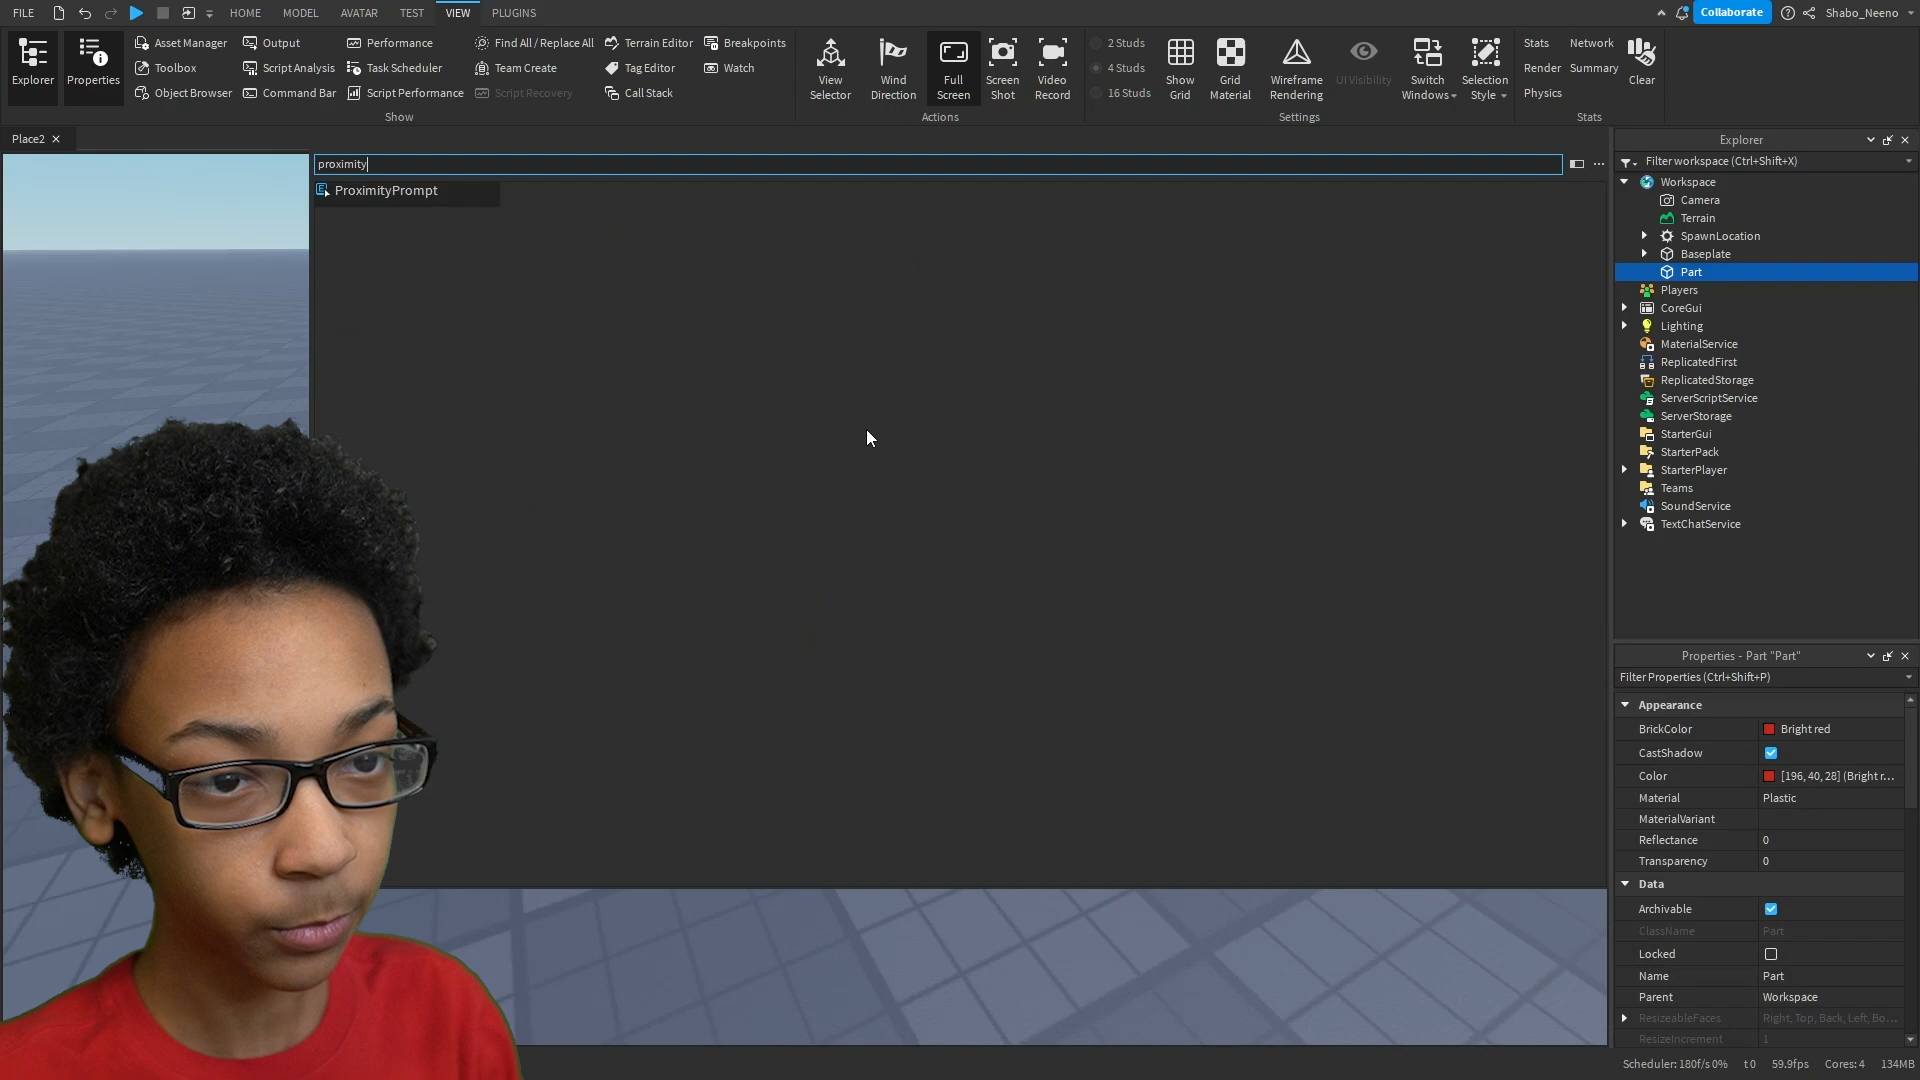 FILE HOME MODEL AVATAR TEST VIEW PLUGINS Collaborate Shabo_Neeno
Explorer
Properties
Asset Manager
Toolbox
Object Browser
Output
Script Analysis
Command Bar
Performance
Task Scheduler
Script Performance
Find All / Replace All
Team Create
Script Recovery
Terrain Editor
Tag Editor
Call Stack
Breakpoints
Watch
Show
View
Selector
Wind
Direction
Full
Screen
Screen
Shot
Video
Record
Actions
2 Studs
4 Studs
16 Studs
Show
Grid
Grid
Material
Wireframe
Rendering
UI Visibility
Switch
Windows
Selection
Style
Settings
Stats
Render
Physics
Network
Summary
Clear
Stats
Place2
proximity
ProximityPrompt
Explorer
Filter workspace (Ctrl+Shift+X)
Workspace
Camera
Terrain
SpawnLocation
Baseplate
Part
Players
CoreGui
Lighting
MaterialService
ReplicatedFirst
ReplicatedStorage
ServerScriptService
ServerStorage
StarterGui
StarterPack
StarterPlayer
Teams
SoundService
TextChatService
Properties - Part "Part"
Filter Properties (Ctrl+Shift+P)
Appearance
BrickColor Bright red
CastShadow
Color [196, 40, 28] (Bright r...
Material Plastic
MaterialVariant
Reflectance 0
Transparency 0
Data
Archivable
ClassName Part
Locked
Name Part
Parent Workspace
ResizeableFaces Right, Top, Back, Left, Bo...
ResizeIncrement 1
Scheduler: 180f/s 0% t 0 59.9fps Cores: 4 134MB